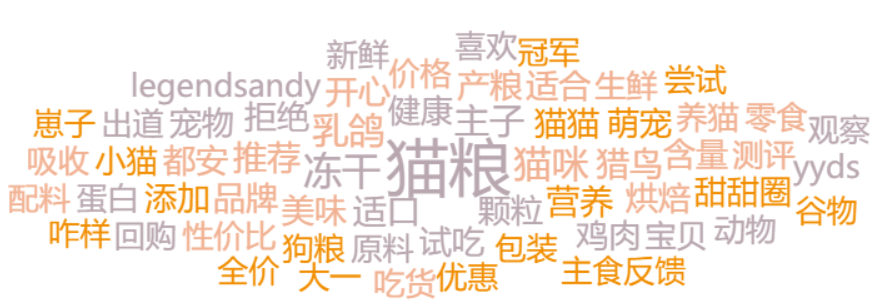 新鲜 喜欢 冠军
legendsandy 开心 价格 产粮 适合 生鲜 尝试
崽子 出道 宠物 拒绝 乳鸽 健康 主子 猫猫 萌宠 养猫 零食 观察
吸收 小猫 都安 推荐 冻干 猫粮 猫咪 猎鸟 含量 测评 yyds
配料 蛋白 添加 品牌 美味 适口 颗粒 营养 烘焙 甜甜圈 谷物
咋样 回购 性价比 狗粮 原料 试吃 包装 鸡肉 宝贝 动物
全价 大一 吃货 优惠 主食 反馈